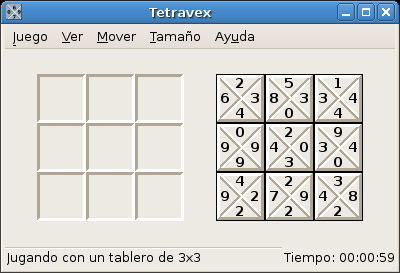 Tetravex
Juego Ver Mover Tamaño Ayuda
2 5 1
6 3 8 3 3 4
4 0 4
0 2 9
9 9 4 0 3 4
9 3 0
4 2 3
9 2 7 9 4 8
2 2 2
Jugando con un tablero de 3x3 Tiempo: 00:00:59